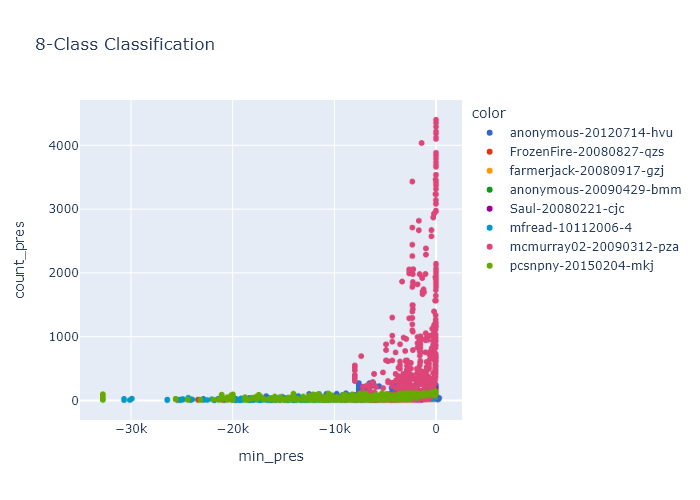 8-Class Classification
color
anonymous-20120714-hvu
FrozenFire-20080827-qzs
farmerjack-20080917-gzj
anonymous-20090429-bmm
Saul-20080221-cjc
mfread-10112006-4
mcmurray02-20090312-pza
pcsnpny-20150204-mkj
count_pres
4000
3000
2000
1000
0
−30k
−20k
−10k
0
min_pres